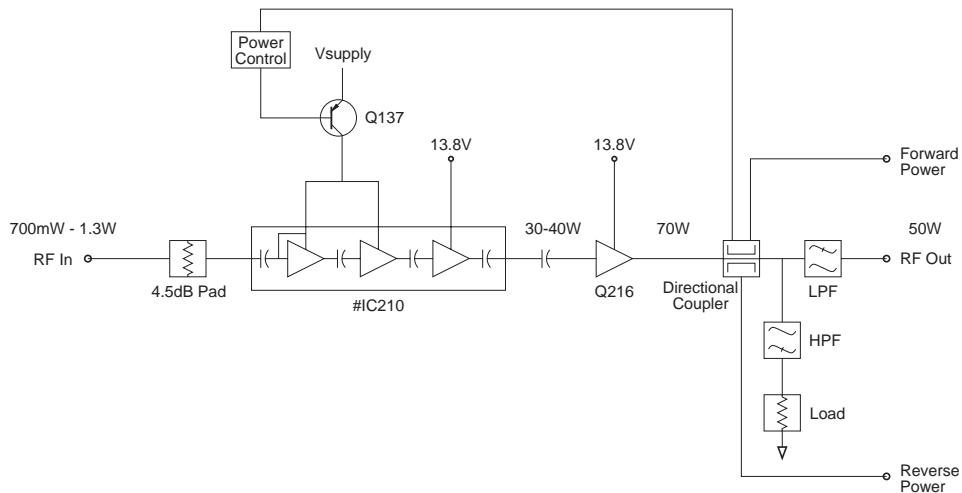 Power
Control
Vsupply
Q137
13.8V
13.8V
Forward
Power
700mW - 1.3W
30-40W
70W
50W
RF In
RF Out
4.5dB Pad
#IC210
Q216
Directional
Coupler
LPF
HPF
Load
Reverse
Power